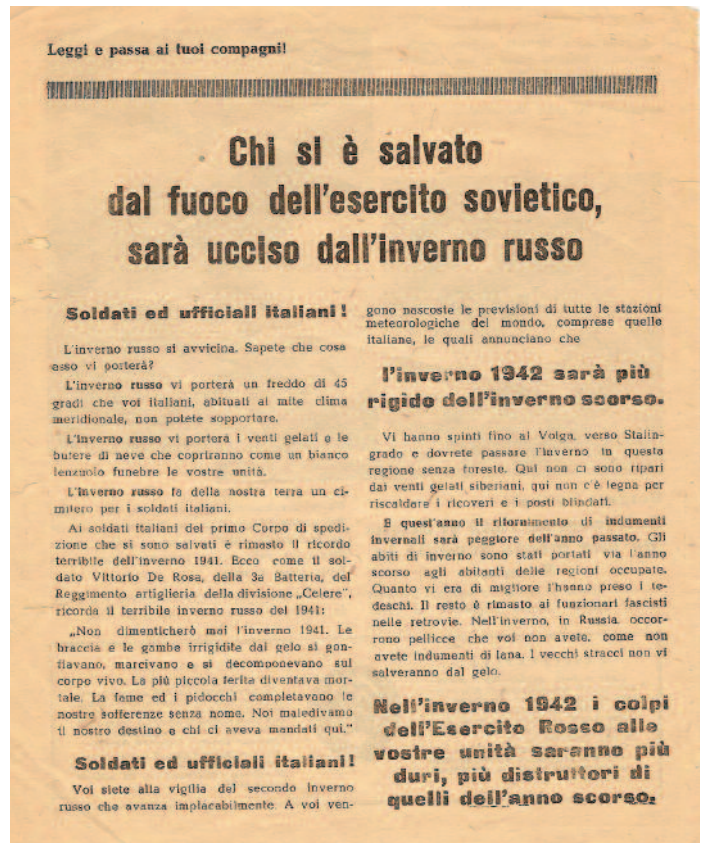 Leggi e passa ai tuoi compagni!
Chi si è salvato
dal fuoco dell'esercito sovietico,
sarà ucciso dall'inverno russo
Soldati ed ufficiali italiani!
L'inverno russo si avvicina. Sapete che cosa
esso vi porterà?
L'inverno russo vi porterà un freddo di 45
gradi che voi italiani, abituati al mite clima
meridionale, non potete sopportare.
L'inverno russo vi porterà i venti gelati e le
bufere di neve che copriranno come un bianco
lenzuolo funebre le vostre unità.
L'inverno russo fa della nostra terra un ci-
mitero per i soldati italiani.
Ai soldati italiani del primo Corpo di spedi-
zione che si sono salvati è rimasto il ricordo
terribile dell'inverno 1941. Ecco come il sol-
dato Vittorio De Rosa, della 3a Batteria, del
Reggimento artiglieria della divisione „Celere",
ricorda il terribile inverno russo del 1941:
„Non dimenticherò mai l'inverno 1941. Le
braccia e le gambe irrigidite dal gelo si gon-
fiavano, marcivano e si decomponevano sul
corpo vivo. La più piccola ferita diventava mor-
tale. La fame ed i pidocchi completavano le
nostre sofferenze senza nome. Noi maledivamo
il nostro destino e chi ci aveva mandati qui."
Soldati ed ufficiali italiani!
Voi siete alla vigilia del secondo inverno
russo che avanza implacabilmente. A voi ven-
gono nascoste le previsioni di tutte le stazioni
meteorologiche del mondo, comprese quelle
italiane, le quali annunciano che
l'inverno 1942 sarà più
rigido dell'inverno scorso.
Vi hanno spinti fino al Volga, verso Stalin-
grado e dovrete passare l'inverno in questa
regione senza foreste. Qui non ci sono ripari
dai venti gelati siberiani, qui non c'è legna per
riscaldare i ricoveri e i posti blindati.
E quest'anno il rifornimento di indumenti
invernali sarà peggiore dell'anno passato. Gli
abiti di inverno sono stati portati via l'anno
scorso agli abitanti delle regioni occupate.
Quanto vi era di migliore l'hanno preso i te-
deschi. Il resto è rimasto ai funzionari fascisti
nelle retrovie. Nell'inverno, in Russia, occor-
rono pellicce che voi non avete, come non
avete indumenti di lana. I vecchi stracci non vi
salveranno dal gelo.
Nell'inverno 1942 i colpi
dell'Esercito Rosso alle
vostre unità saranno più
duri, più distruttori di
quelli dell'anno scorso.